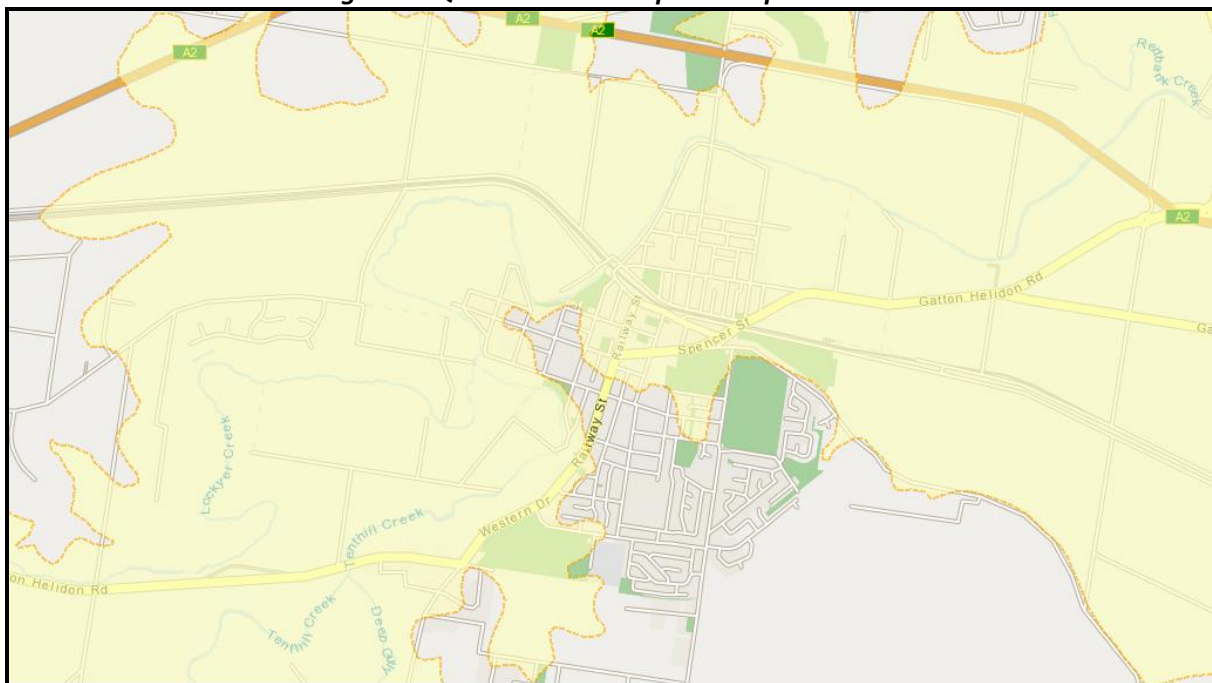 A2
A2
A2
Redbank Creek
A2
Gatton Helidon Rd
Ga
Railway St
Spencer St
Railway St
Lockyer Creek
Western Dr
Tenthill Creek
on Helidon Rd
Tenthill Creek
Deep Gully